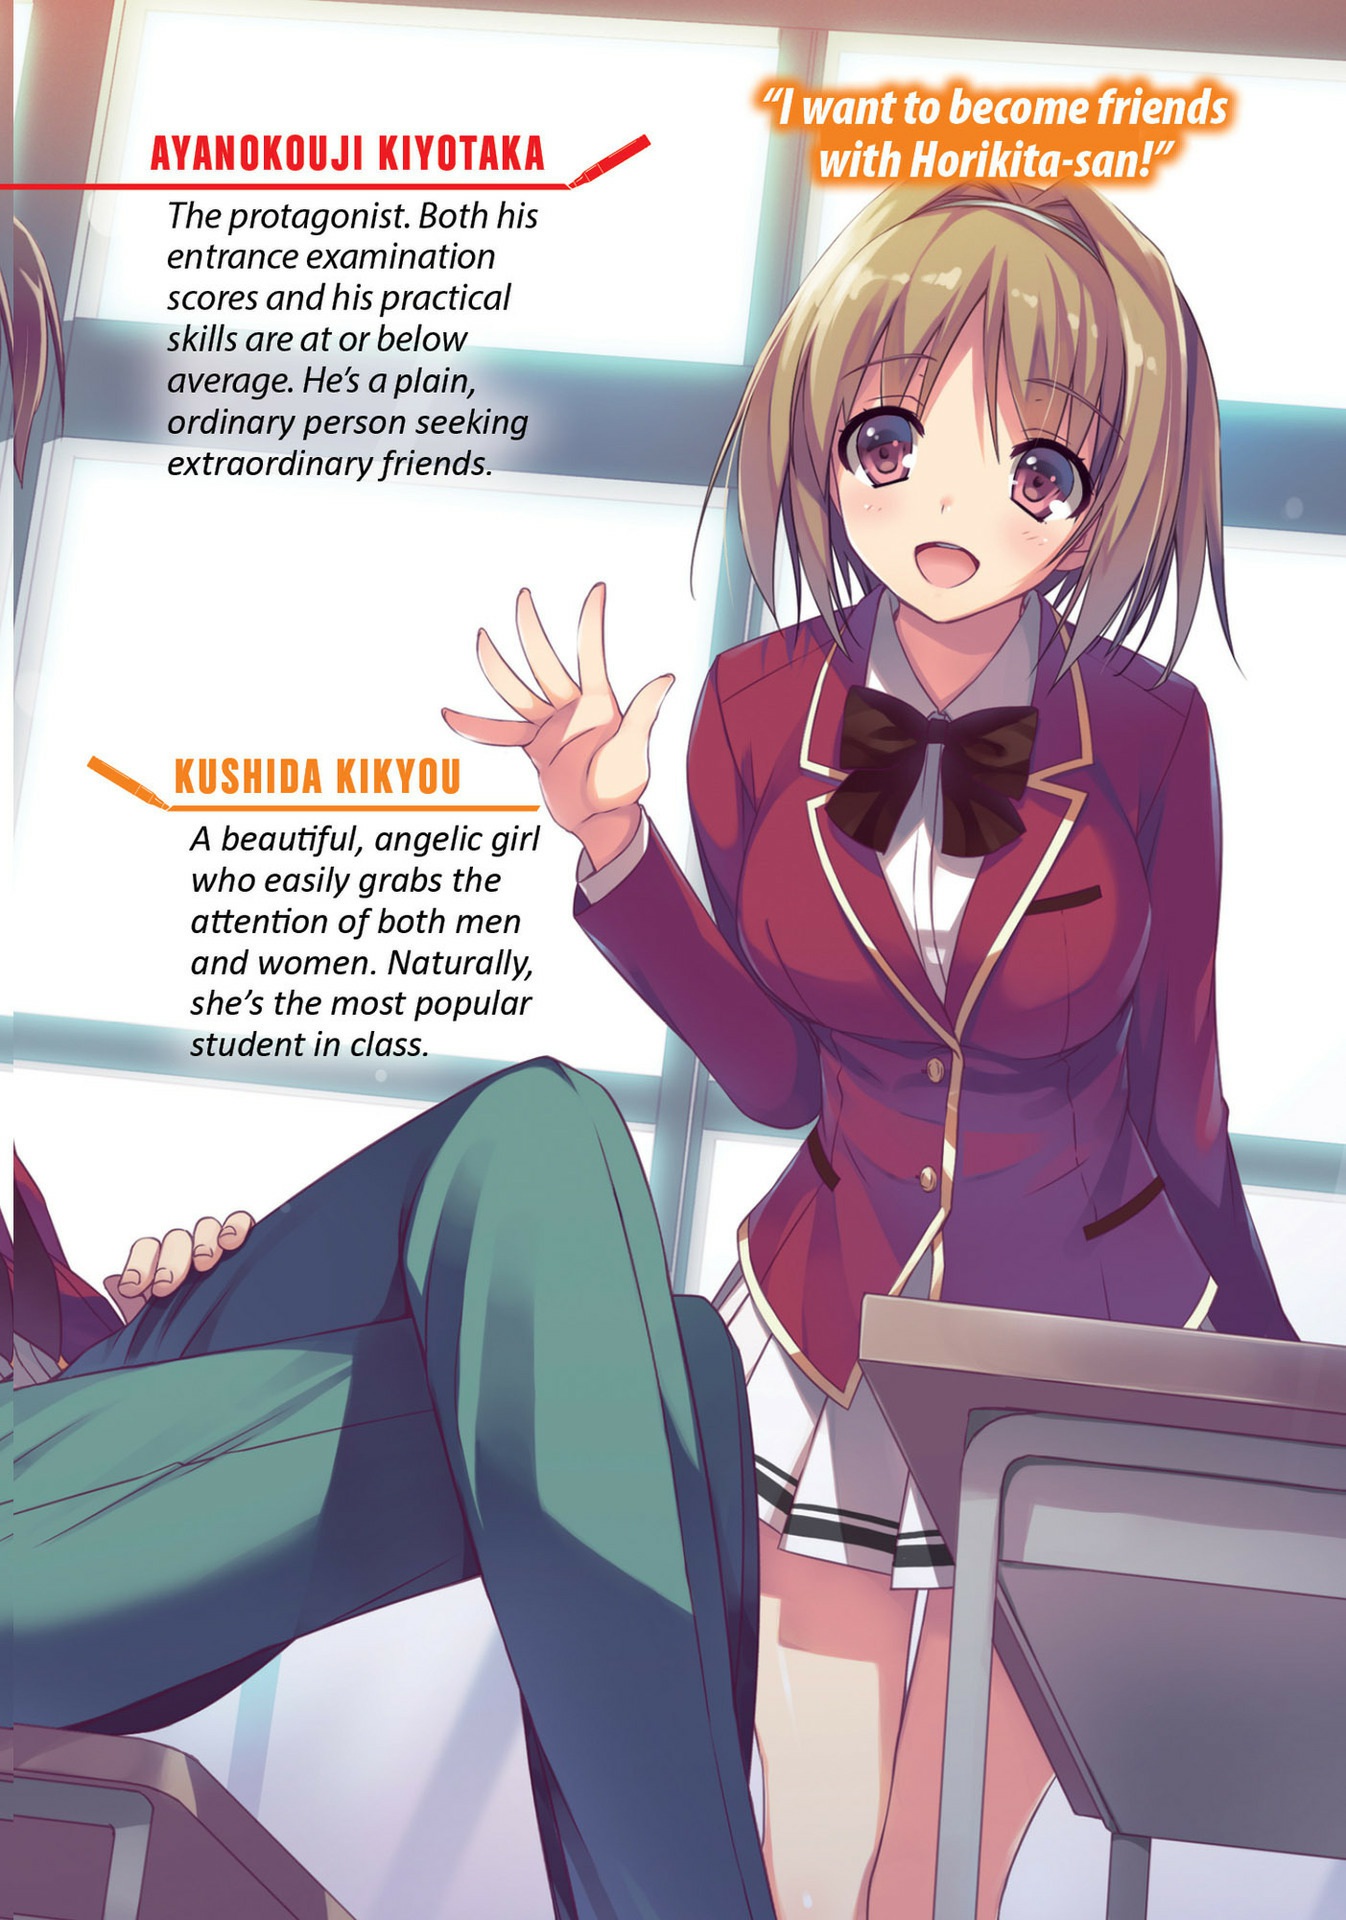 "I want to become friends
with Horikita-san!"
AYANOKOUJI KIYOTAKA
The protagonist. Both his
entrance examination
scores and his practical
skills are at or below
average. He's a plain,
ordinary person seeking
extraordinary friends.
KUSHIDA KIKYOU
A beautiful, angelic girl
who easily grabs the
attention of both men
and women. Naturally,
she's the most popular
student in class.